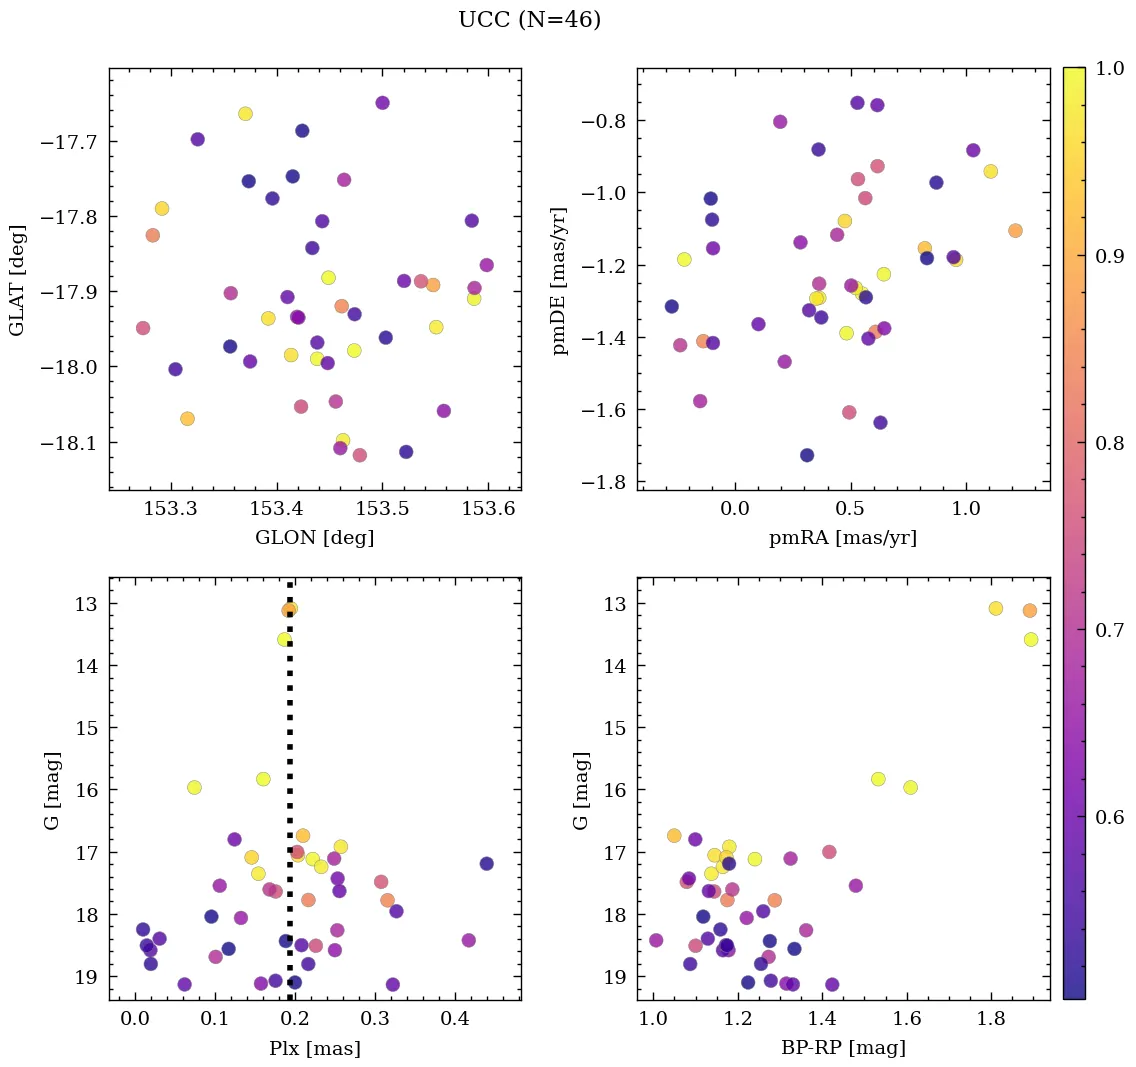 UCC (N=46)
−17.7
−17.8
−17.9
−18.0
−18.1
GLAT [deg]
153.3 153.4 153.5 153.6
GLON [deg]
−0.8
−1.0
−1.2
−1.4
−1.6
−1.8
pmDE [mas/yr]
0.0 0.5 1.0
pmRA [mas/yr]
1.0
0.9
0.8
0.7
0.6
13
14
15
16
17
18
19
G [mag]
0.0 0.1 0.2 0.3 0.4
Plx [mas]
13
14
15
16
17
18
19
G [mag]
1.0 1.2 1.4 1.6 1.8
BP-RP [mag]